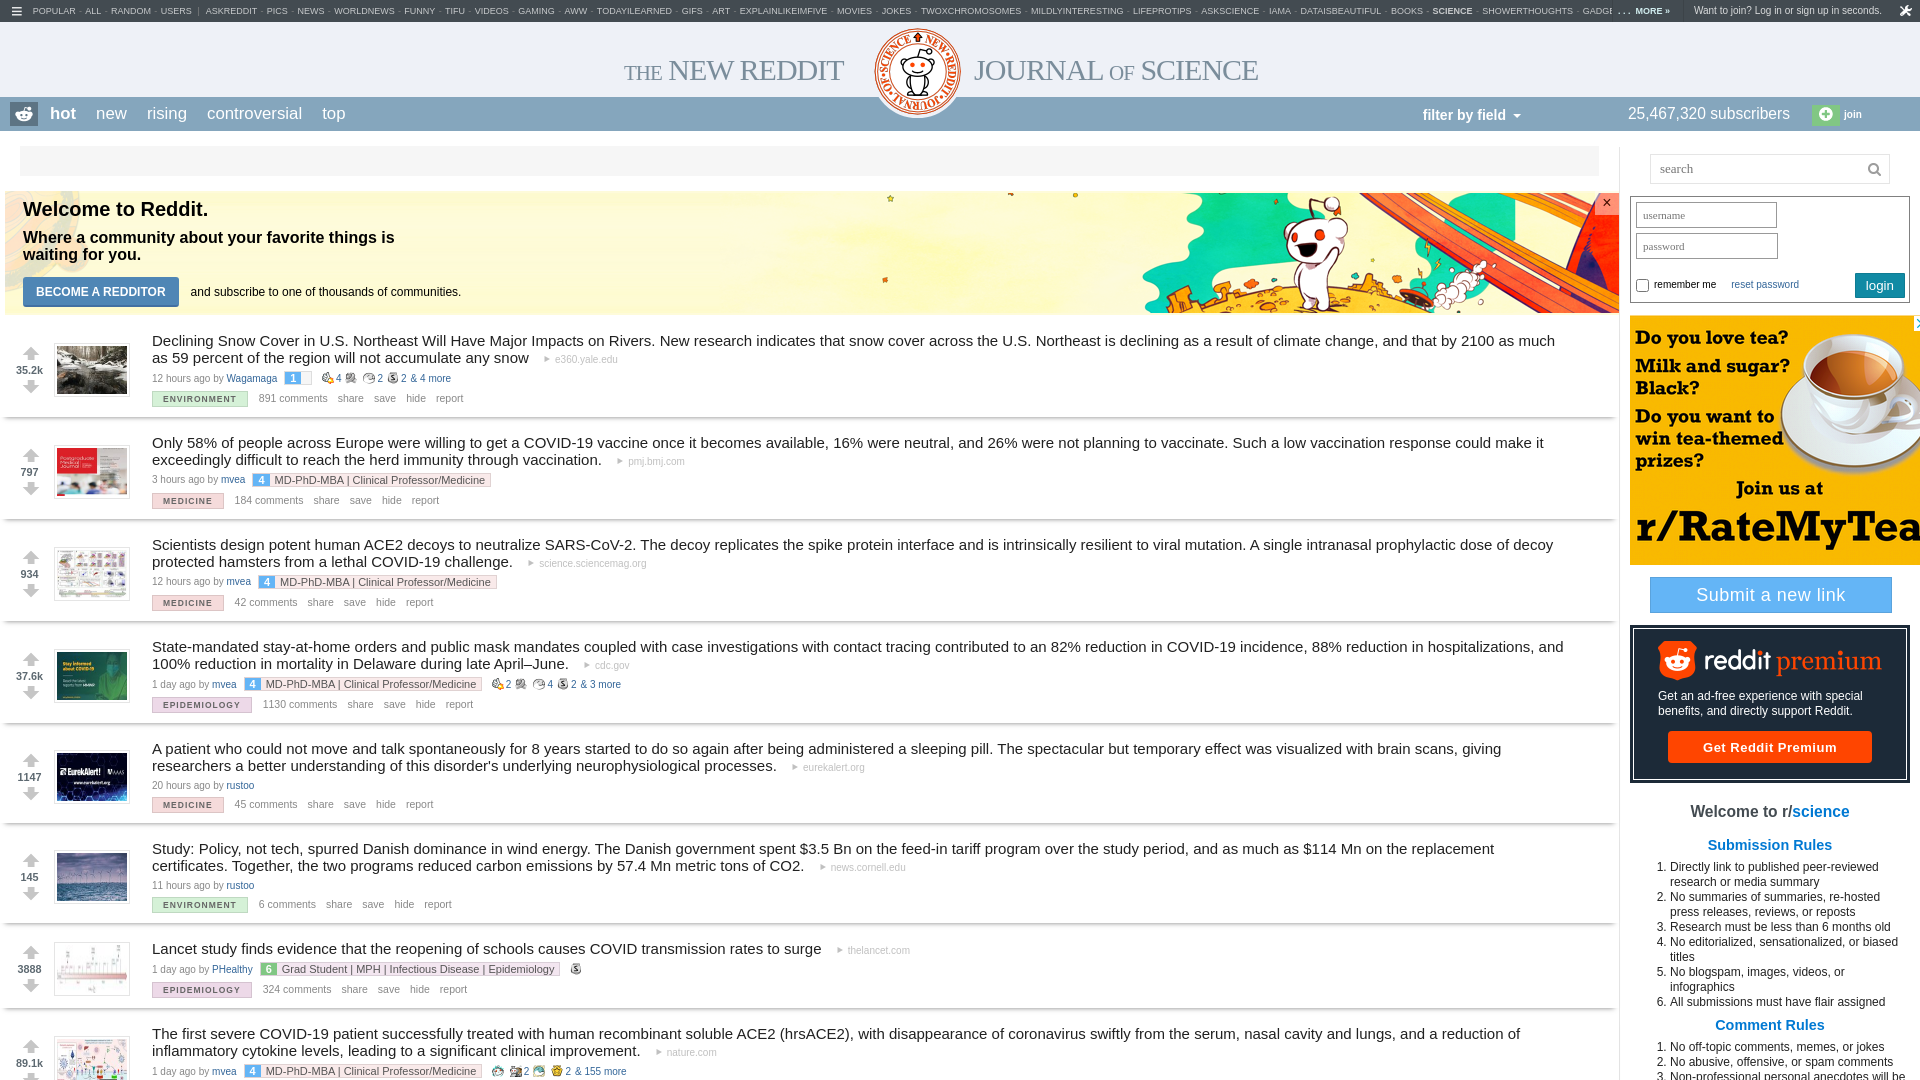 POPULAR - ALL - RANDOM - USERS | ASKREDDIT - PICS - NEWS - WORLDNEWS - FUNNY - TIFU - VIDEOS - GAMING - AWW - TODAYILEARNED - GIFS - ART - EXPLAINLIKEIMFIVE - MOVIES - JOKES - TWOXCHROMOSOMES - MILDLYINTERESTING - LIFEPROTIPS - ASKSCIENCE - IAMA - DATAISBEAUTIFUL - BOOKS - SCIENCE - SHOWERTHOUGHTS - GADGE ... MORE » Want to join? Log in or sign up in seconds.
THE NEW REDDIT JOURNAL OF SCIENCE
SCIENCE NEW·REDDIT JOURNAL·OF
hot new rising controversial top filter by field 25,467,320 subscribers join
search
Welcome to Reddit.
Where a community about your favorite things is
waiting for you.
BECOME A REDDITOR and subscribe to one of thousands of communities.
×
username
password
remember me reset password login
Declining Snow Cover in U.S. Northeast Will Have Major Impacts on Rivers. New research indicates that snow cover across the U.S. Northeast is declining as a result of climate change, and that by 2100 as much
as 59 percent of the region will not accumulate any snow e360.yale.edu
35.2k
12 hours ago by Wagamaga 1 4 2 2 & 4 more
ENVIRONMENT 891 comments share save hide report
Only 58% of people across Europe were willing to get a COVID-19 vaccine once it becomes available, 16% were neutral, and 26% were not planning to vaccinate. Such a low vaccination response could make it
exceedingly difficult to reach the herd immunity through vaccination. pmj.bmj.com
797
Postgraduate
Medical
Journal
3 hours ago by mvea 4 MD-PhD-MBA | Clinical Professor/Medicine
MEDICINE 184 comments share save hide report
Scientists design potent human ACE2 decoys to neutralize SARS-CoV-2. The decoy replicates the spike protein interface and is intrinsically resilient to viral mutation. A single intranasal prophylactic dose of decoy
protected hamsters from a lethal COVID-19 challenge. science.sciencemag.org
934
12 hours ago by mvea 4 MD-PhD-MBA | Clinical Professor/Medicine
MEDICINE 42 comments share save hide report
State-mandated stay-at-home orders and public mask mandates coupled with case investigations with contact tracing contributed to an 82% reduction in COVID-19 incidence, 88% reduction in hospitalizations, and
100% reduction in mortality in Delaware during late April–June. cdc.gov
37.6k
Stay informed
about COVID-19
1 day ago by mvea 4 MD-PhD-MBA | Clinical Professor/Medicine 2 4 2 & 3 more
EPIDEMIOLOGY 1130 comments share save hide report
A patient who could not move and talk spontaneously for 8 years started to do so again after being administered a sleeping pill. The spectacular but temporary effect was visualized with brain scans, giving
researchers a better understanding of this disorder's underlying neurophysiological processes. eurekalert.org
1147
EurekAlert! AAAS
www.eurekalert.org
20 hours ago by rustoo
MEDICINE 45 comments share save hide report
Study: Policy, not tech, spurred Danish dominance in wind energy. The Danish government spent $3.5 Bn on the feed-in tariff program over the study period, and as much as $114 Mn on the replacement
certificates. Together, the two programs reduced carbon emissions by 57.4 Mn metric tons of CO2. news.cornell.edu
145
11 hours ago by rustoo
ENVIRONMENT 6 comments share save hide report
Lancet study finds evidence that the reopening of schools causes COVID transmission rates to surge thelancet.com
3888
1 day ago by PHealthy 6 Grad Student | MPH | Infectious Disease | Epidemiology
EPIDEMIOLOGY 324 comments share save hide report
The first severe COVID-19 patient successfully treated with human recombinant soluble ACE2 (hrsACE2), with disappearance of coronavirus swiftly from the serum, nasal cavity and lungs, and a reduction of
inflammatory cytokine levels, leading to a significant clinical improvement. nature.com
89.1k
1 day ago by mvea 4 MD-PhD-MBA | Clinical Professor/Medicine 2 2 & 155 more
Do you love tea?
Milk and sugar?
Black?
Do you want to
win tea-themed
prizes?
Join us at
r/RateMyTea
Submit a new link
reddit premium
Get an ad-free experience with special
benefits, and directly support Reddit.
Get Reddit Premium
Welcome to r/science
Submission Rules
1. Directly link to published peer-reviewed
research or media summary
2. No summaries of summaries, re-hosted
press releases, reviews, or reposts
3. Research must be less than 6 months old
4. No editorialized, sensationalized, or biased
titles
5. No blogspam, images, videos, or
infographics
6. All submissions must have flair assigned
Comment Rules
1. No off-topic comments, memes, or jokes
2. No abusive, offensive, or spam comments
3. Non-professional personal anecdotes will be